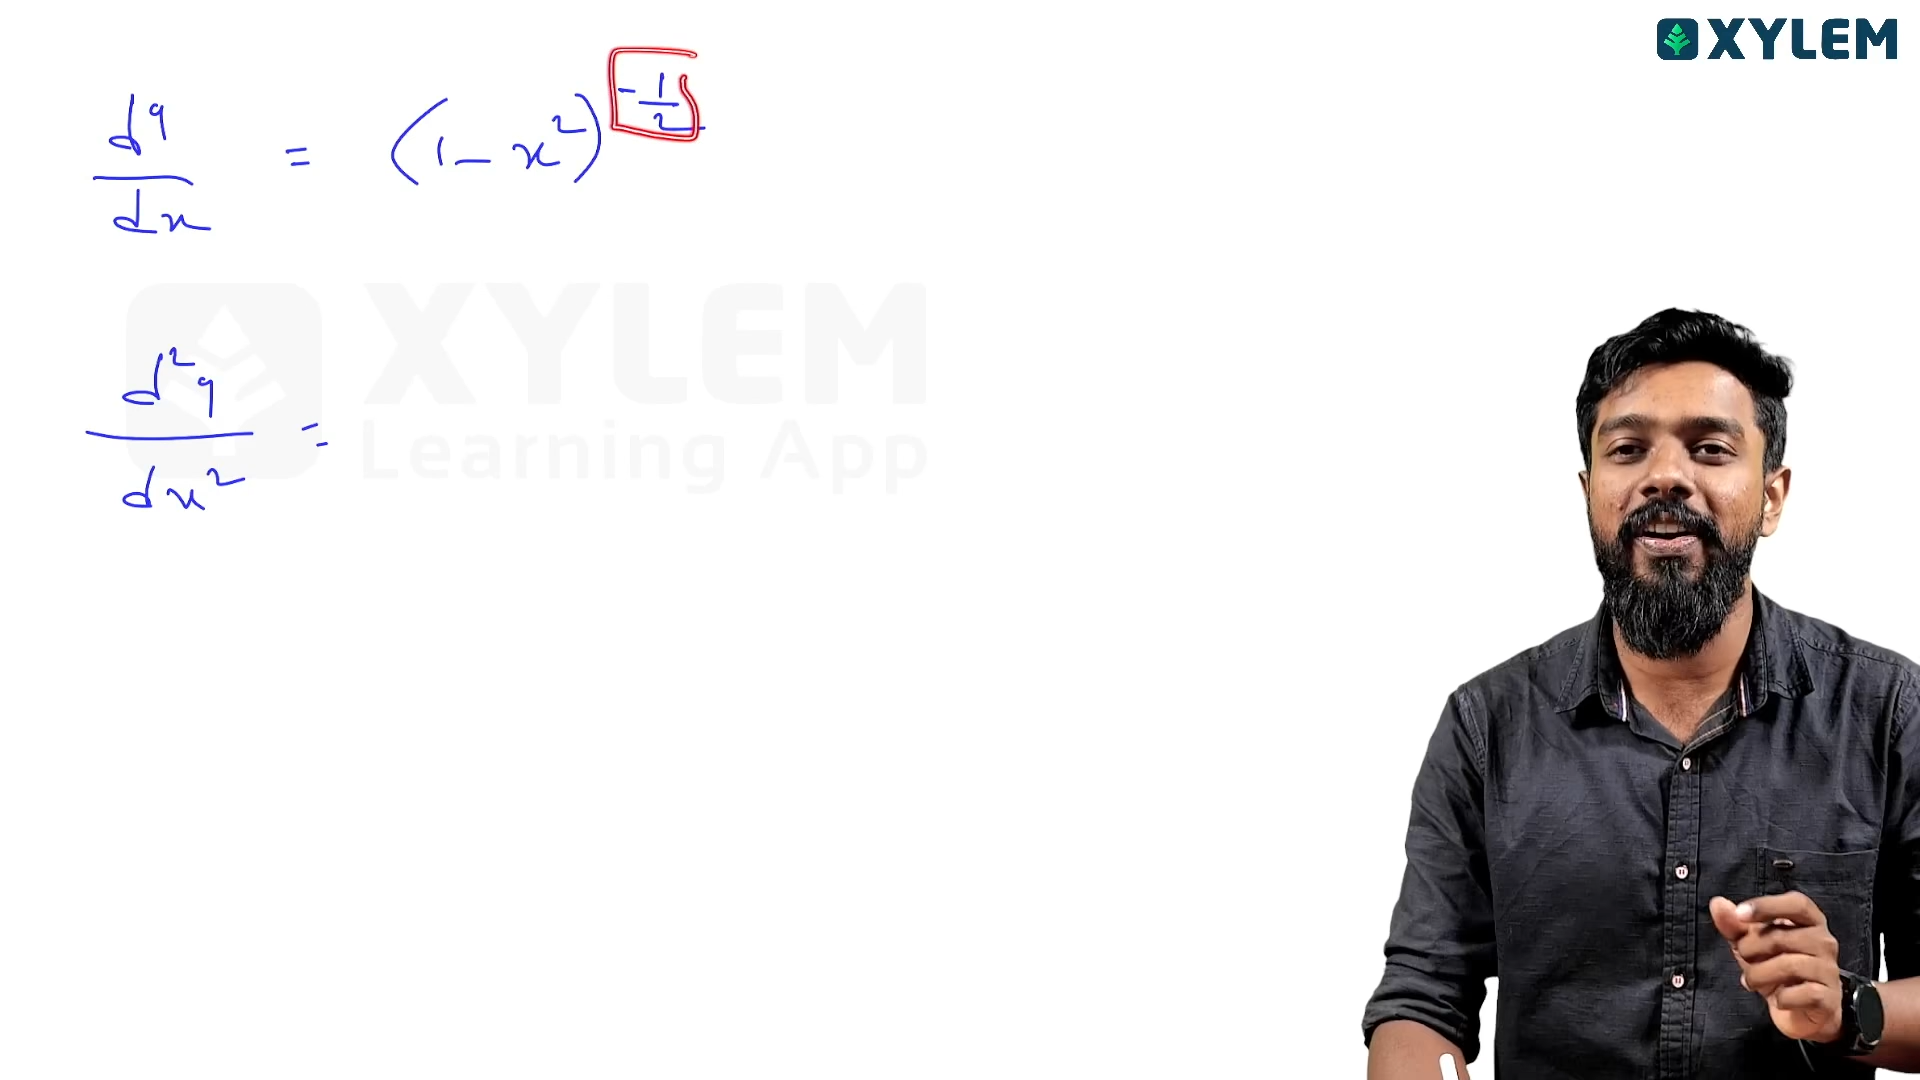 XYLEM
dy/dx = (1 - x²)^(-1/2)
XYLEM
Learning App
d²y/dx² =